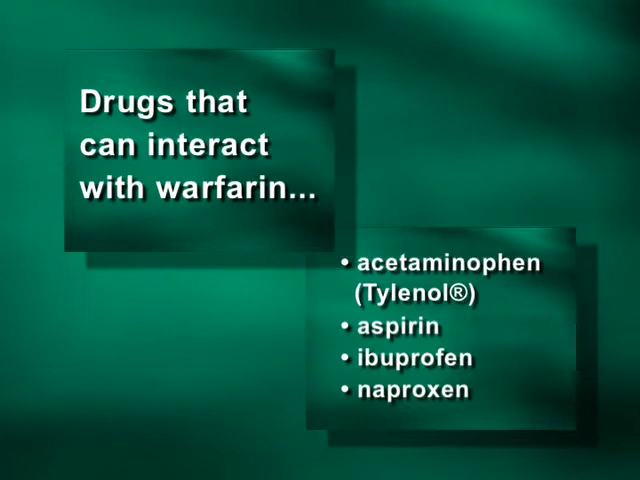 Drugs that
can interact
with warfarin...
• acetaminophen
(Tylenol®)
• aspirin
• ibuprofen
• naproxen